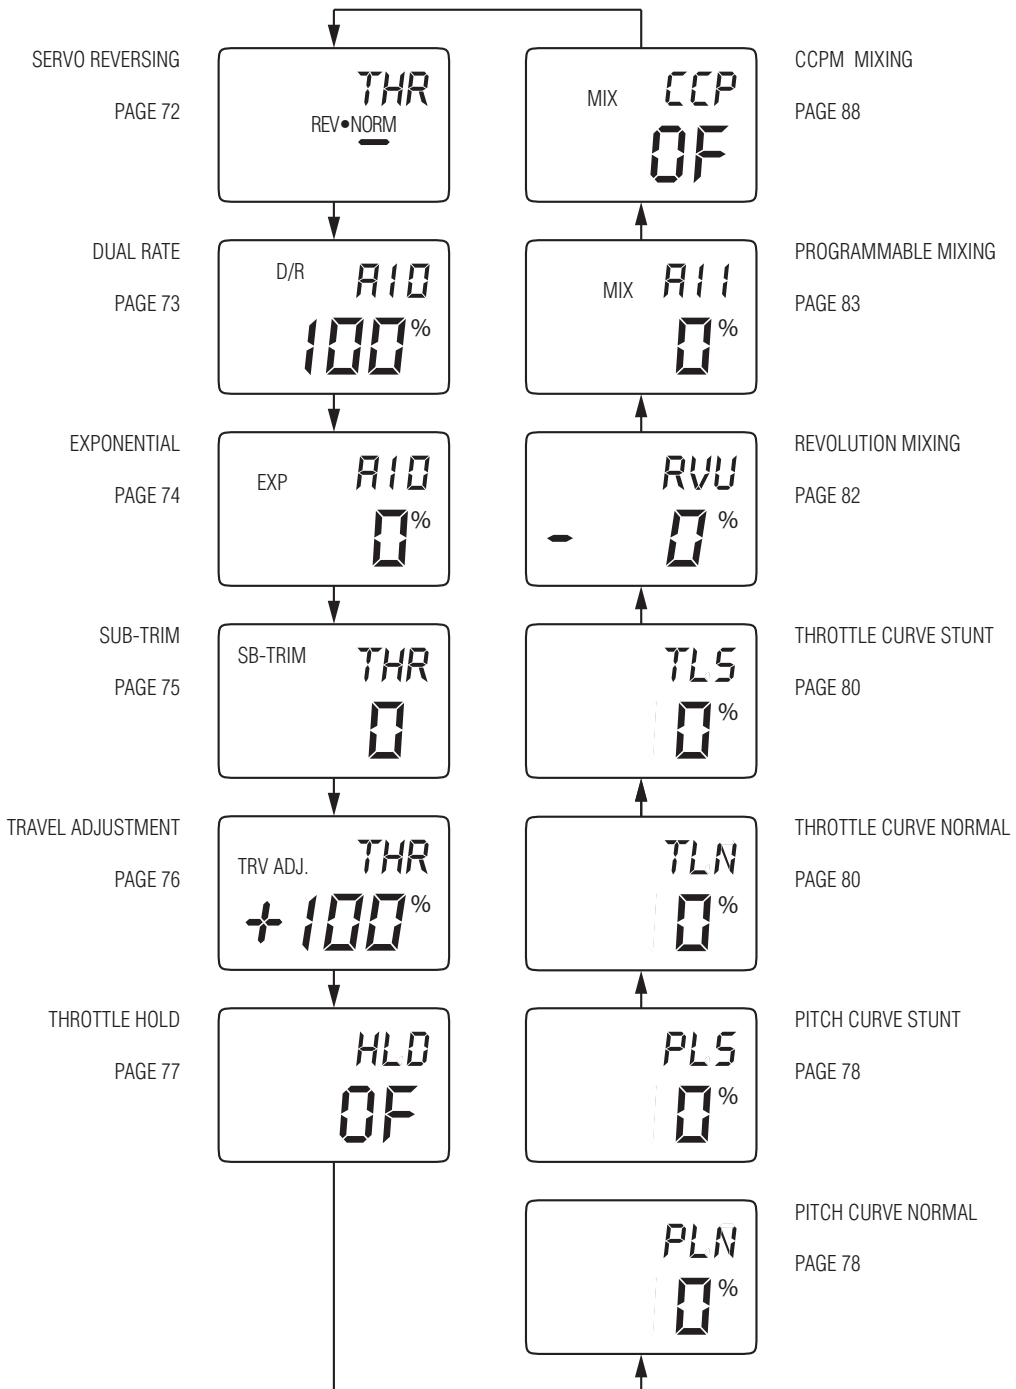 SERVO REVERSING
PAGE 72
THR
REV•NORM
DUAL RATE
PAGE 73
D/R AIO
100%
EXPONENTIAL
PAGE 74
EXP AIO
0%
SUB-TRIM
PAGE 75
SB-TRIM THR
0
TRAVEL ADJUSTMENT
PAGE 76
TRV ADJ. THR
+100%
THROTTLE HOLD
PAGE 77
HLD
OF
CCPM MIXING
PAGE 88
MIX CCP
OF
PROGRAMMABLE MIXING
PAGE 83
MIX A11
0%
REVOLUTION MIXING
PAGE 82
RVU
- 0%
THROTTLE CURVE STUNT
PAGE 80
TLS
0%
THROTTLE CURVE NORMAL
PAGE 80
TLN
0%
PITCH CURVE STUNT
PAGE 78
PLS
0%
PITCH CURVE NORMAL
PAGE 78
PLN
0%